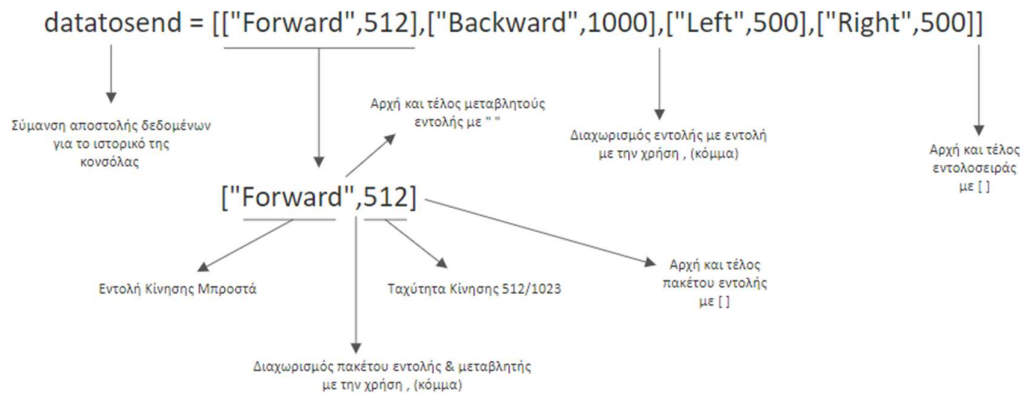 datatosend = [["Forward",512],["Backward",1000],["Left",500],["Right",500]]
Σύμανση αποστολής δεδομένων
για το ιστορικό της
κονσόλας
Αρχή και τέλος μεταβλητούς
εντολής με " "
Διαχωρισμός εντολής με εντολή
με την χρήση , (κόμμα)
Αρχή και τέλος
εντολοσειράς
με [ ]
["Forward",512]
Εντολή Κίνησης Μπροστά
Ταχύτητα Κίνησης 512/1023
Αρχή και τέλος
πακέτου εντολής
με [ ]
Διαχωρισμός πακέτου εντολής & μεταβλητής
με την χρήση , (κόμμα)